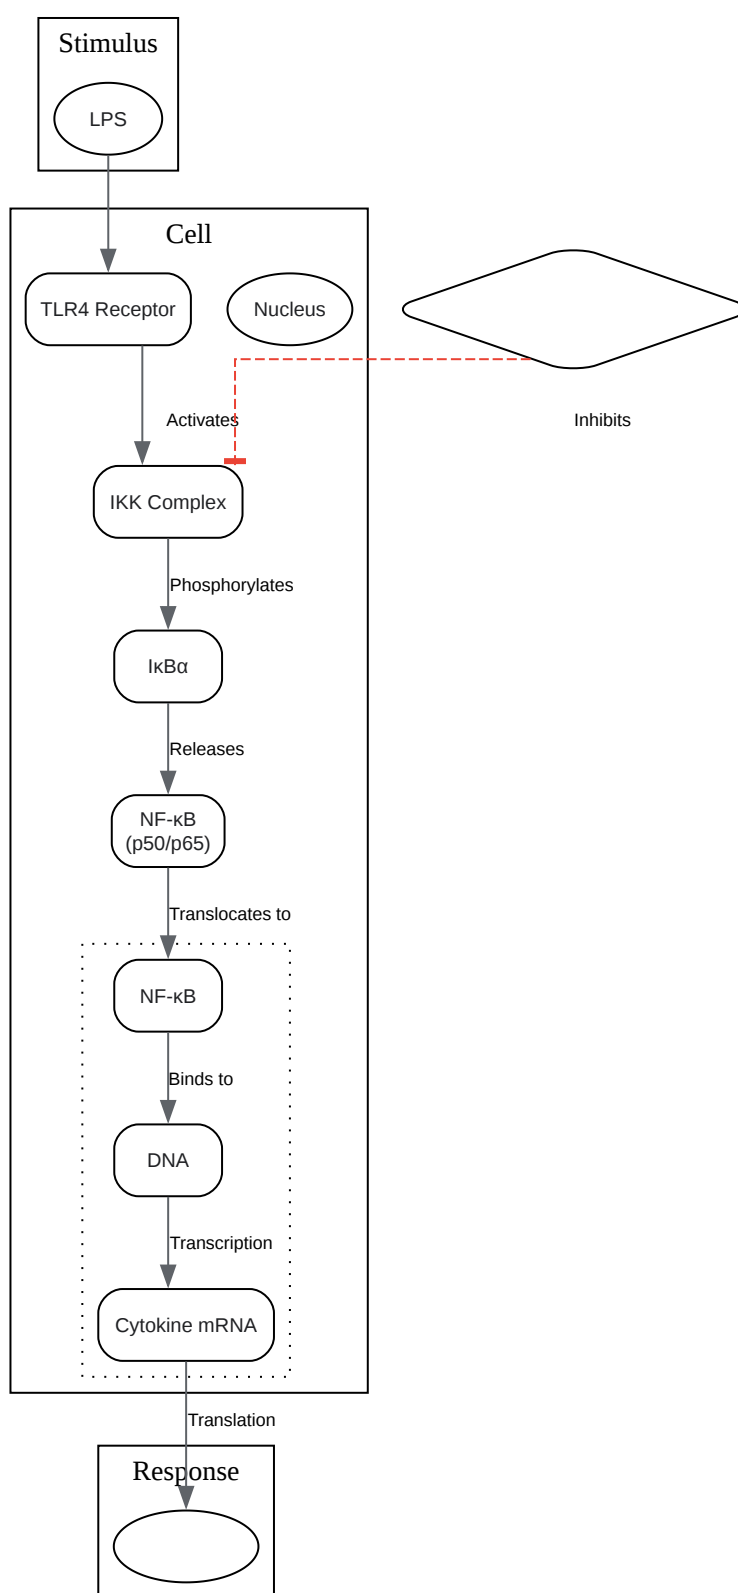 Stimulus
LPS
Cell
TLR4 Receptor
Nucleus
Activates
Inhibits
IKK Complex
Phosphorylates
IκBα
Releases
NF-κB
(p50/p65)
Translocates to
NF-κB
Binds to
DNA
Transcription
Cytokine mRNA
Translation
Response